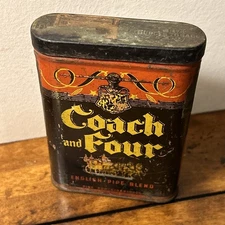 Coach
and Four
ENGLISH PIPE BLEND